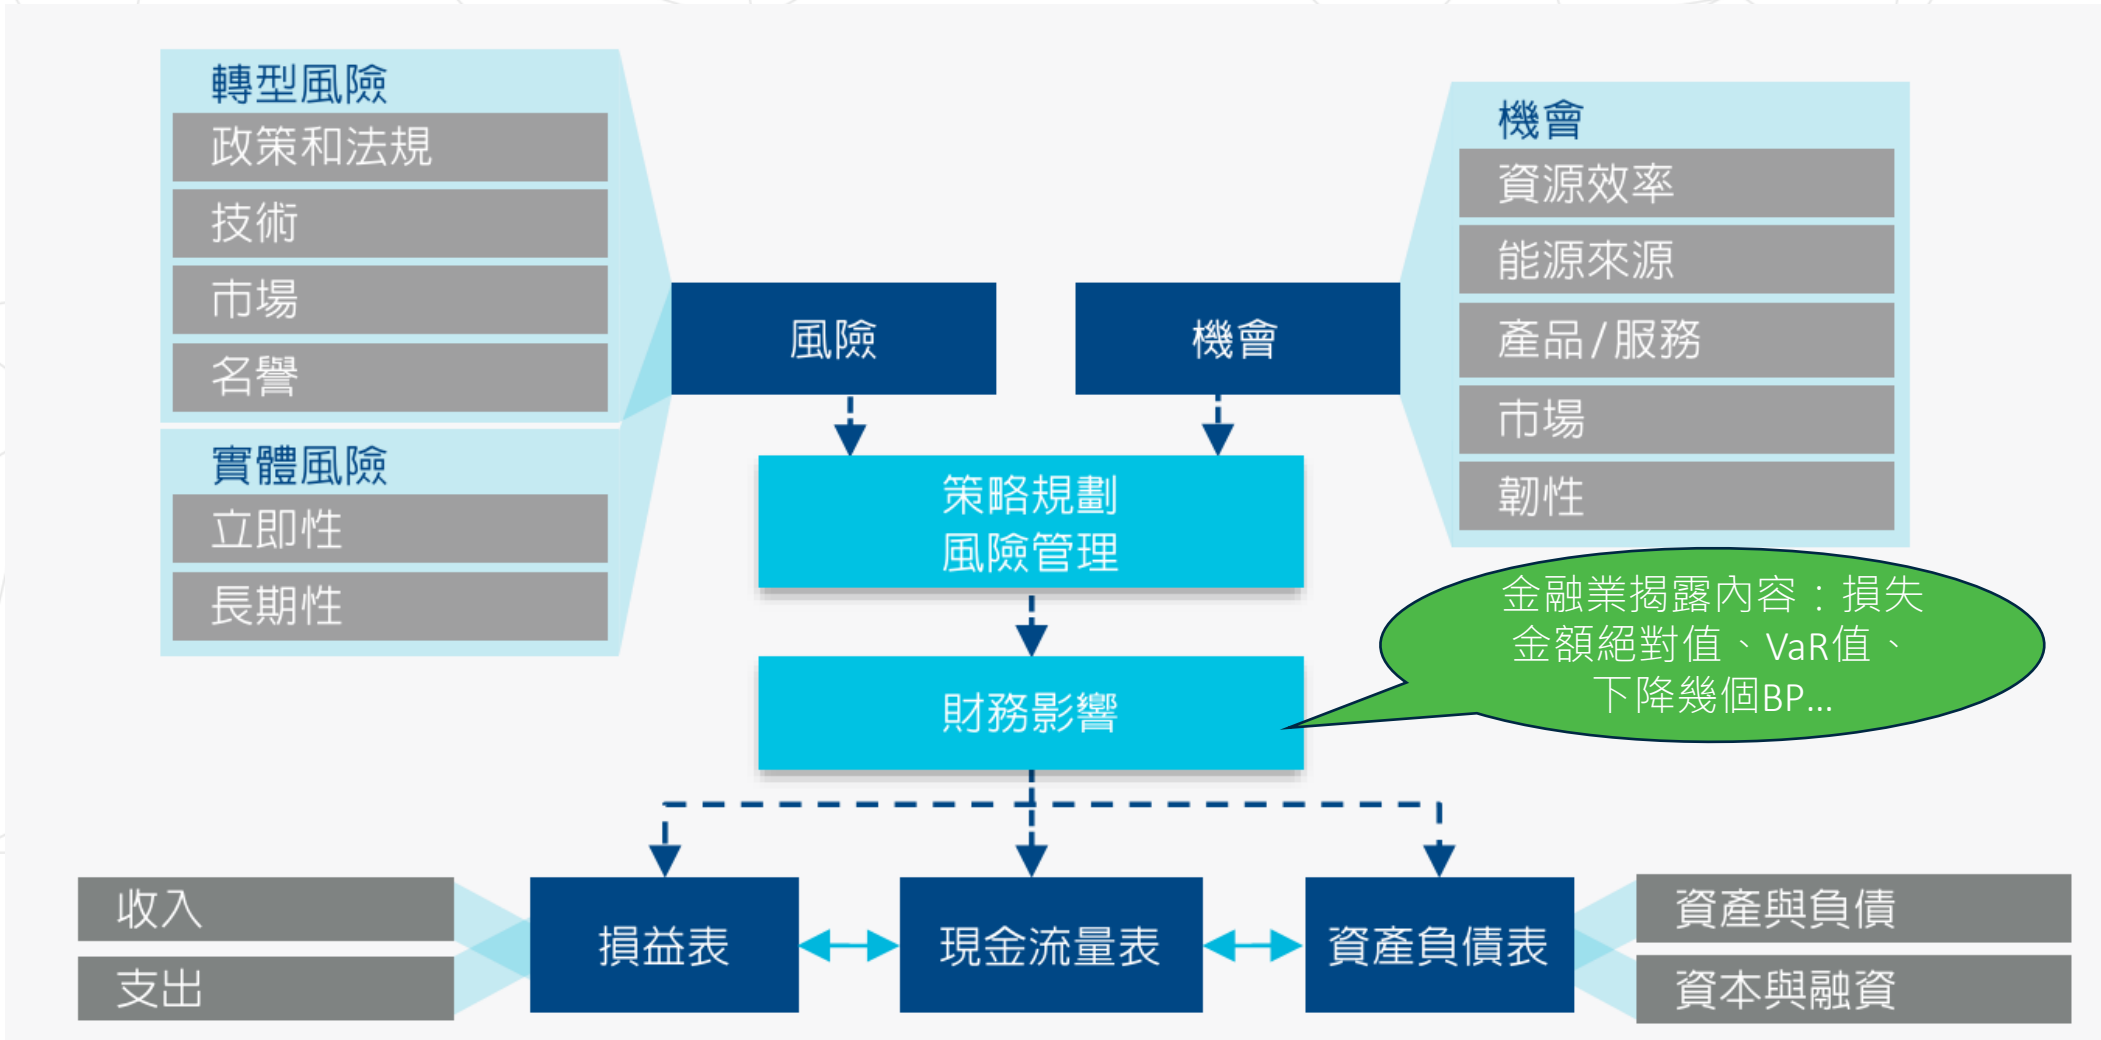 轉型風險
政策和法規
技術
市場
名譽
實體風險
立即性
長期性
風險
機會
機會
資源效率
能源來源
產品/服務
市場
韌性
策略規劃
風險管理
金融業揭露內容：損失
金額絕對值、VaR值、
下降幾個BP...
財務影響
收入
支出
損益表
現金流量表
資產負債表
資產與負債
資本與融資